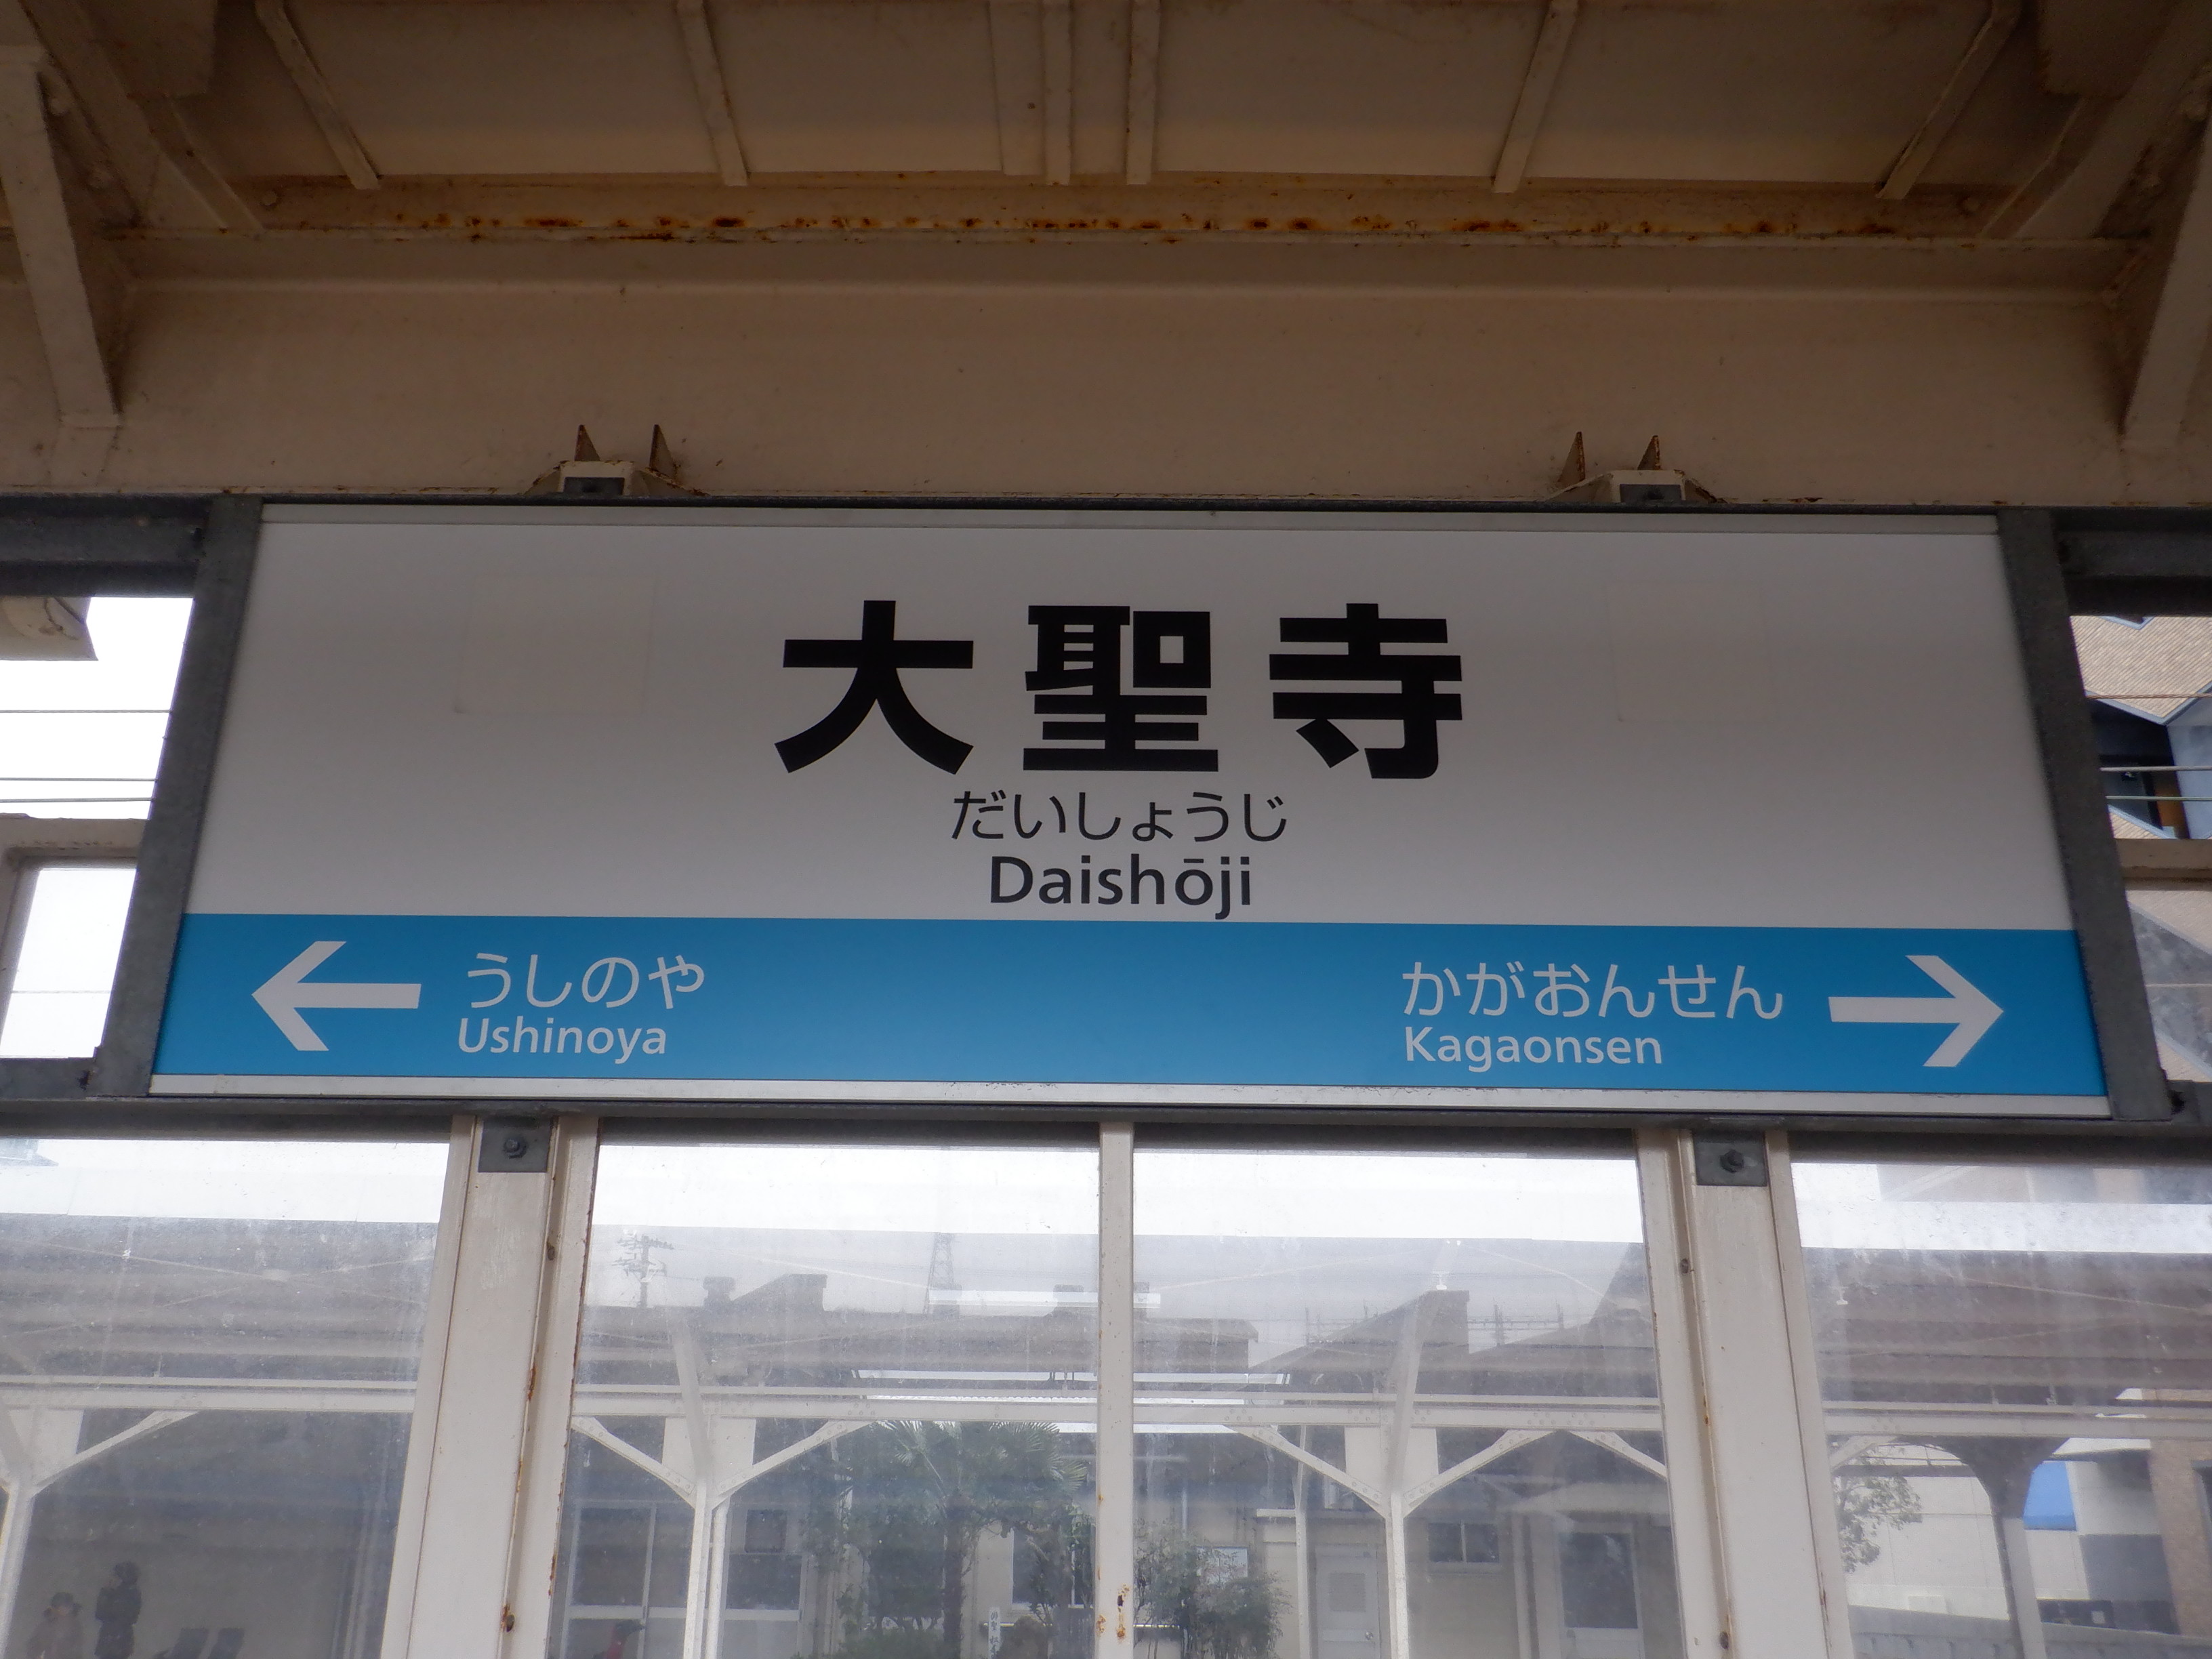 大聖寺
だいしょうじ
Daishōji
うしのや
Ushinoya
かがおんせん
Kagaonsen